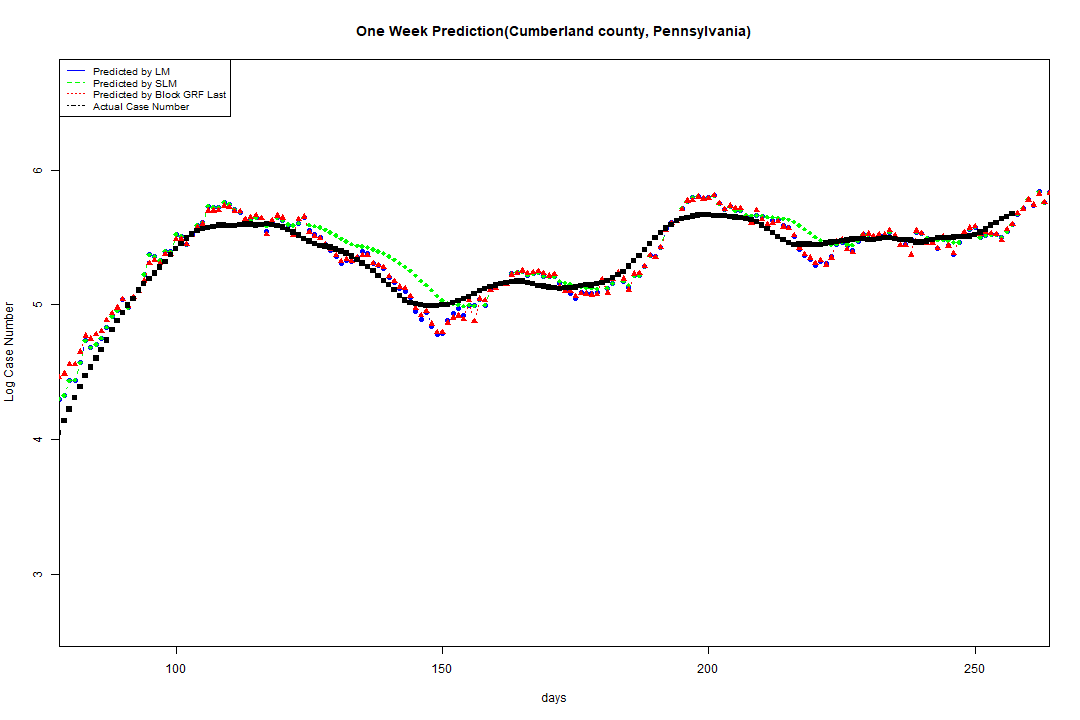 One Week Prediction(Cumberland county, Pennsylvania)
Predicted by LM
Predicted by SLM
Predicted by Block GRF Last
Actual Case Number
6
5
4
3
Log Case Number
100 150 200 250
days